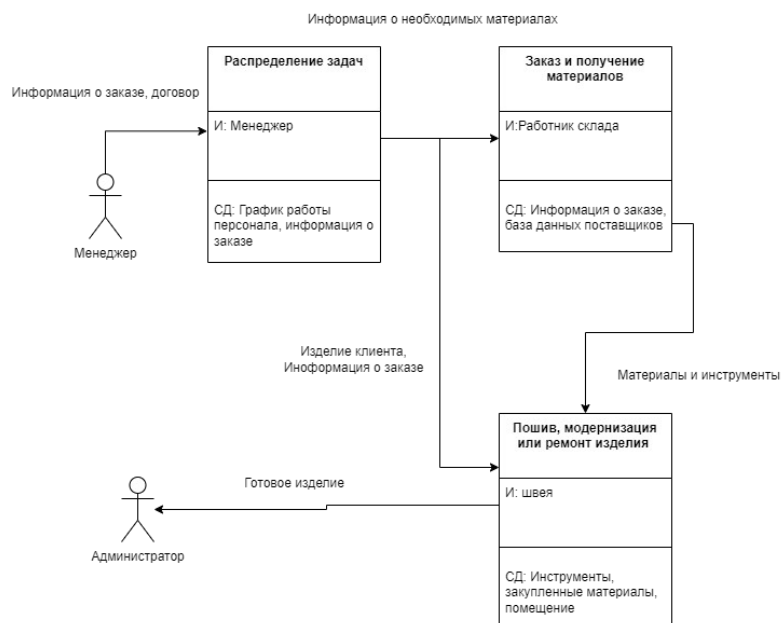 Информация о необходимых материалах
Распределение задач
Заказ и получение
материалов
Информация о заказе, договор
И: Менеджер
И:Работник склада
СД: График работы
персонала, информация о
заказе
СД: Информация о заказе,
база данных поставщиков
Менеджер
Изделие клиента,
Иноформация о заказе
Материалы и инструменты
Пошив, модернизация
или ремонт изделия
Готовое изделие
И: швея
Администратор
СД: Инструменты,
закупленные материалы,
помещение